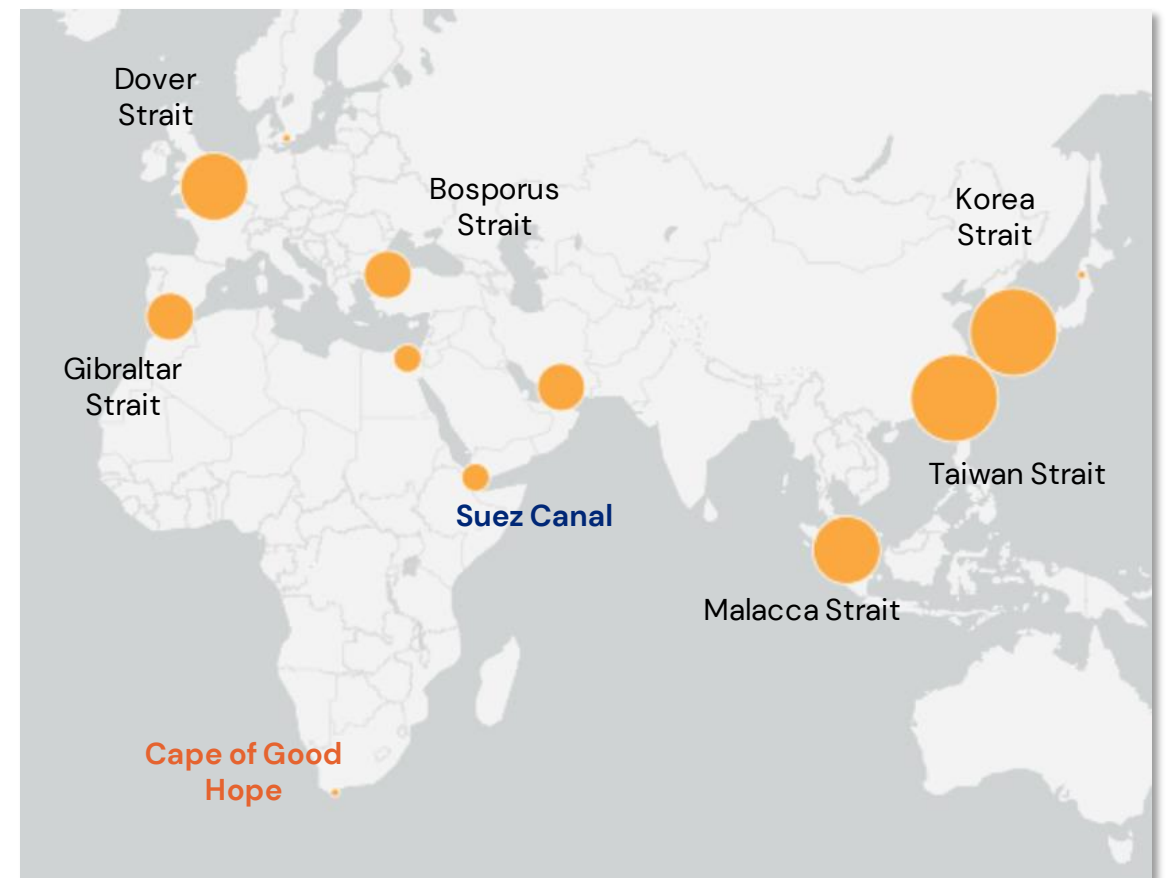 Dover
Strait
Bosporus
Strait
Korea
Strait
Gibraltar
Strait
Taiwan Strait
Suez Canal
Malacca Strait
Cape of Good
Hope